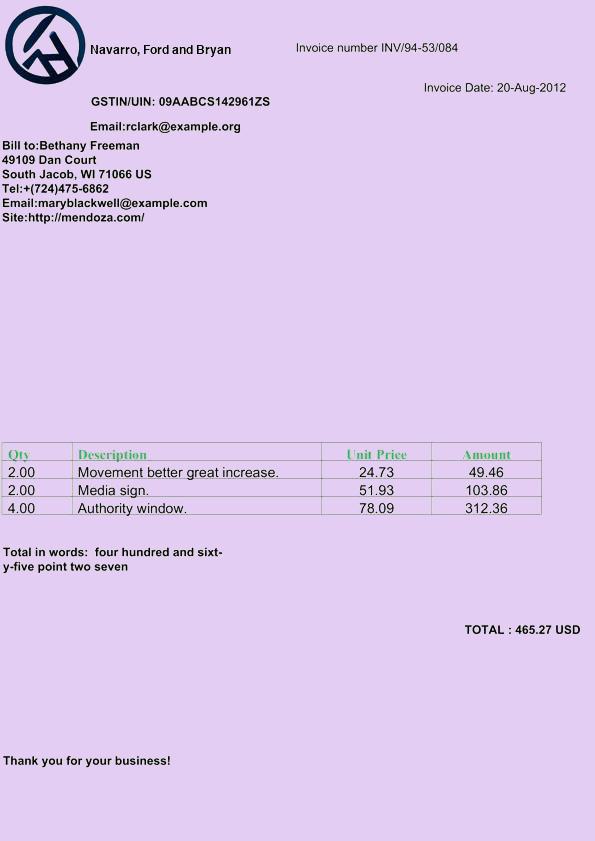 Navarro, Ford and Bryan
Invoice number INV/94-53/084
Invoice Date: 20-Aug-2012
GSTIN/UIN: 09AABCS142961ZS
Email:rclark@example.org
Bill to:Bethany Freeman
49109 Dan Court
South Jacob, WI 71066 US
Tel:+(724)475-6862
Email:maryblackwell@example.com
Site:http://mendoza.com/
Qty Description Unit Price Amount
2.00 Movement better great increase. 24.73 49.46
2.00 Media sign. 51.93 103.86
4.00 Authority window. 78.09 312.36
Total in words:  four hundred and sixt-
y-five point two seven
TOTAL : 465.27 USD
Thank you for your business!